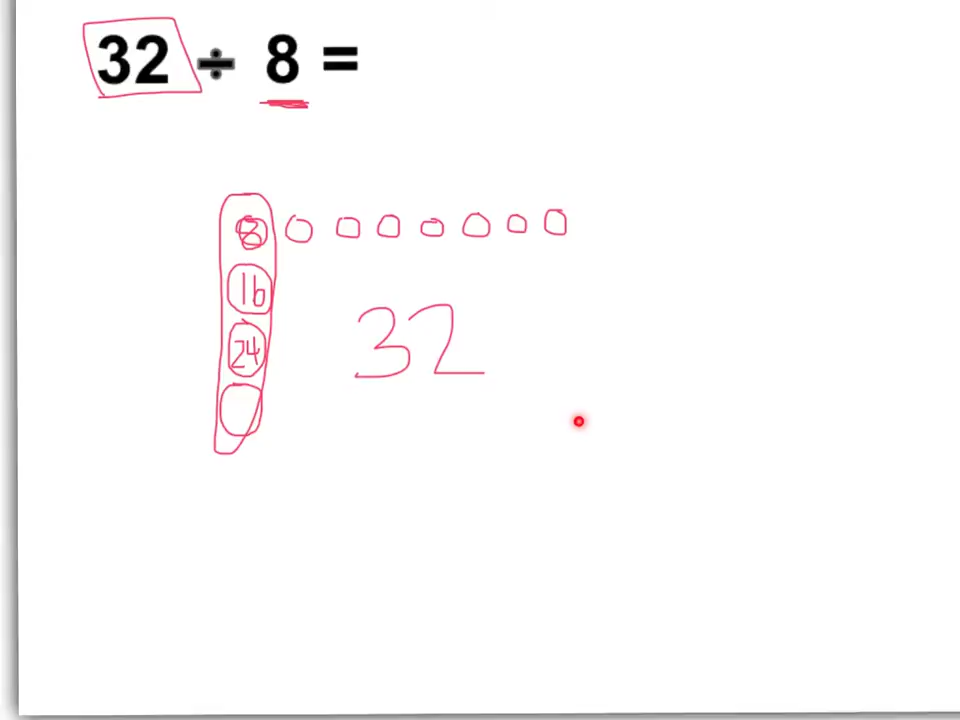 32 ÷ 8 =
8
16
24
32